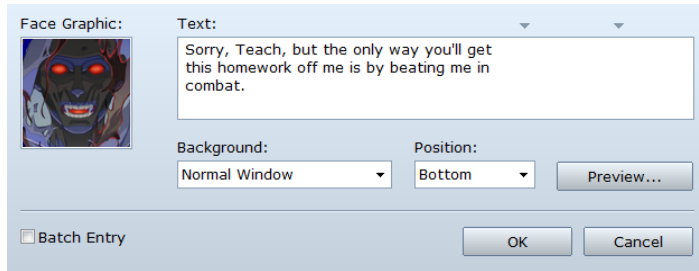 Face Graphic:
Text:
Sorry, Teach, but the only way you'll get
this homework off me is by beating me in
combat.
Background:
Position:
Normal Window
Bottom
Preview...
Batch Entry
OK
Cancel